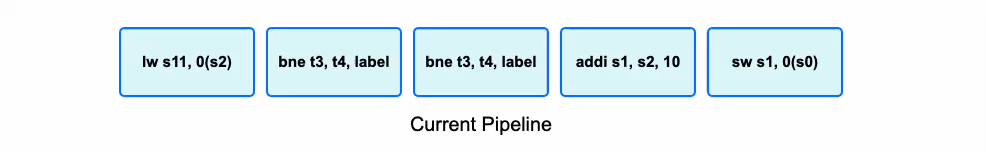 lw s11, 0(s2)
bne t3, t4, label
bne t3, t4, label
addi s1, s2, 10
sw s1, 0(s0)
Current Pipeline